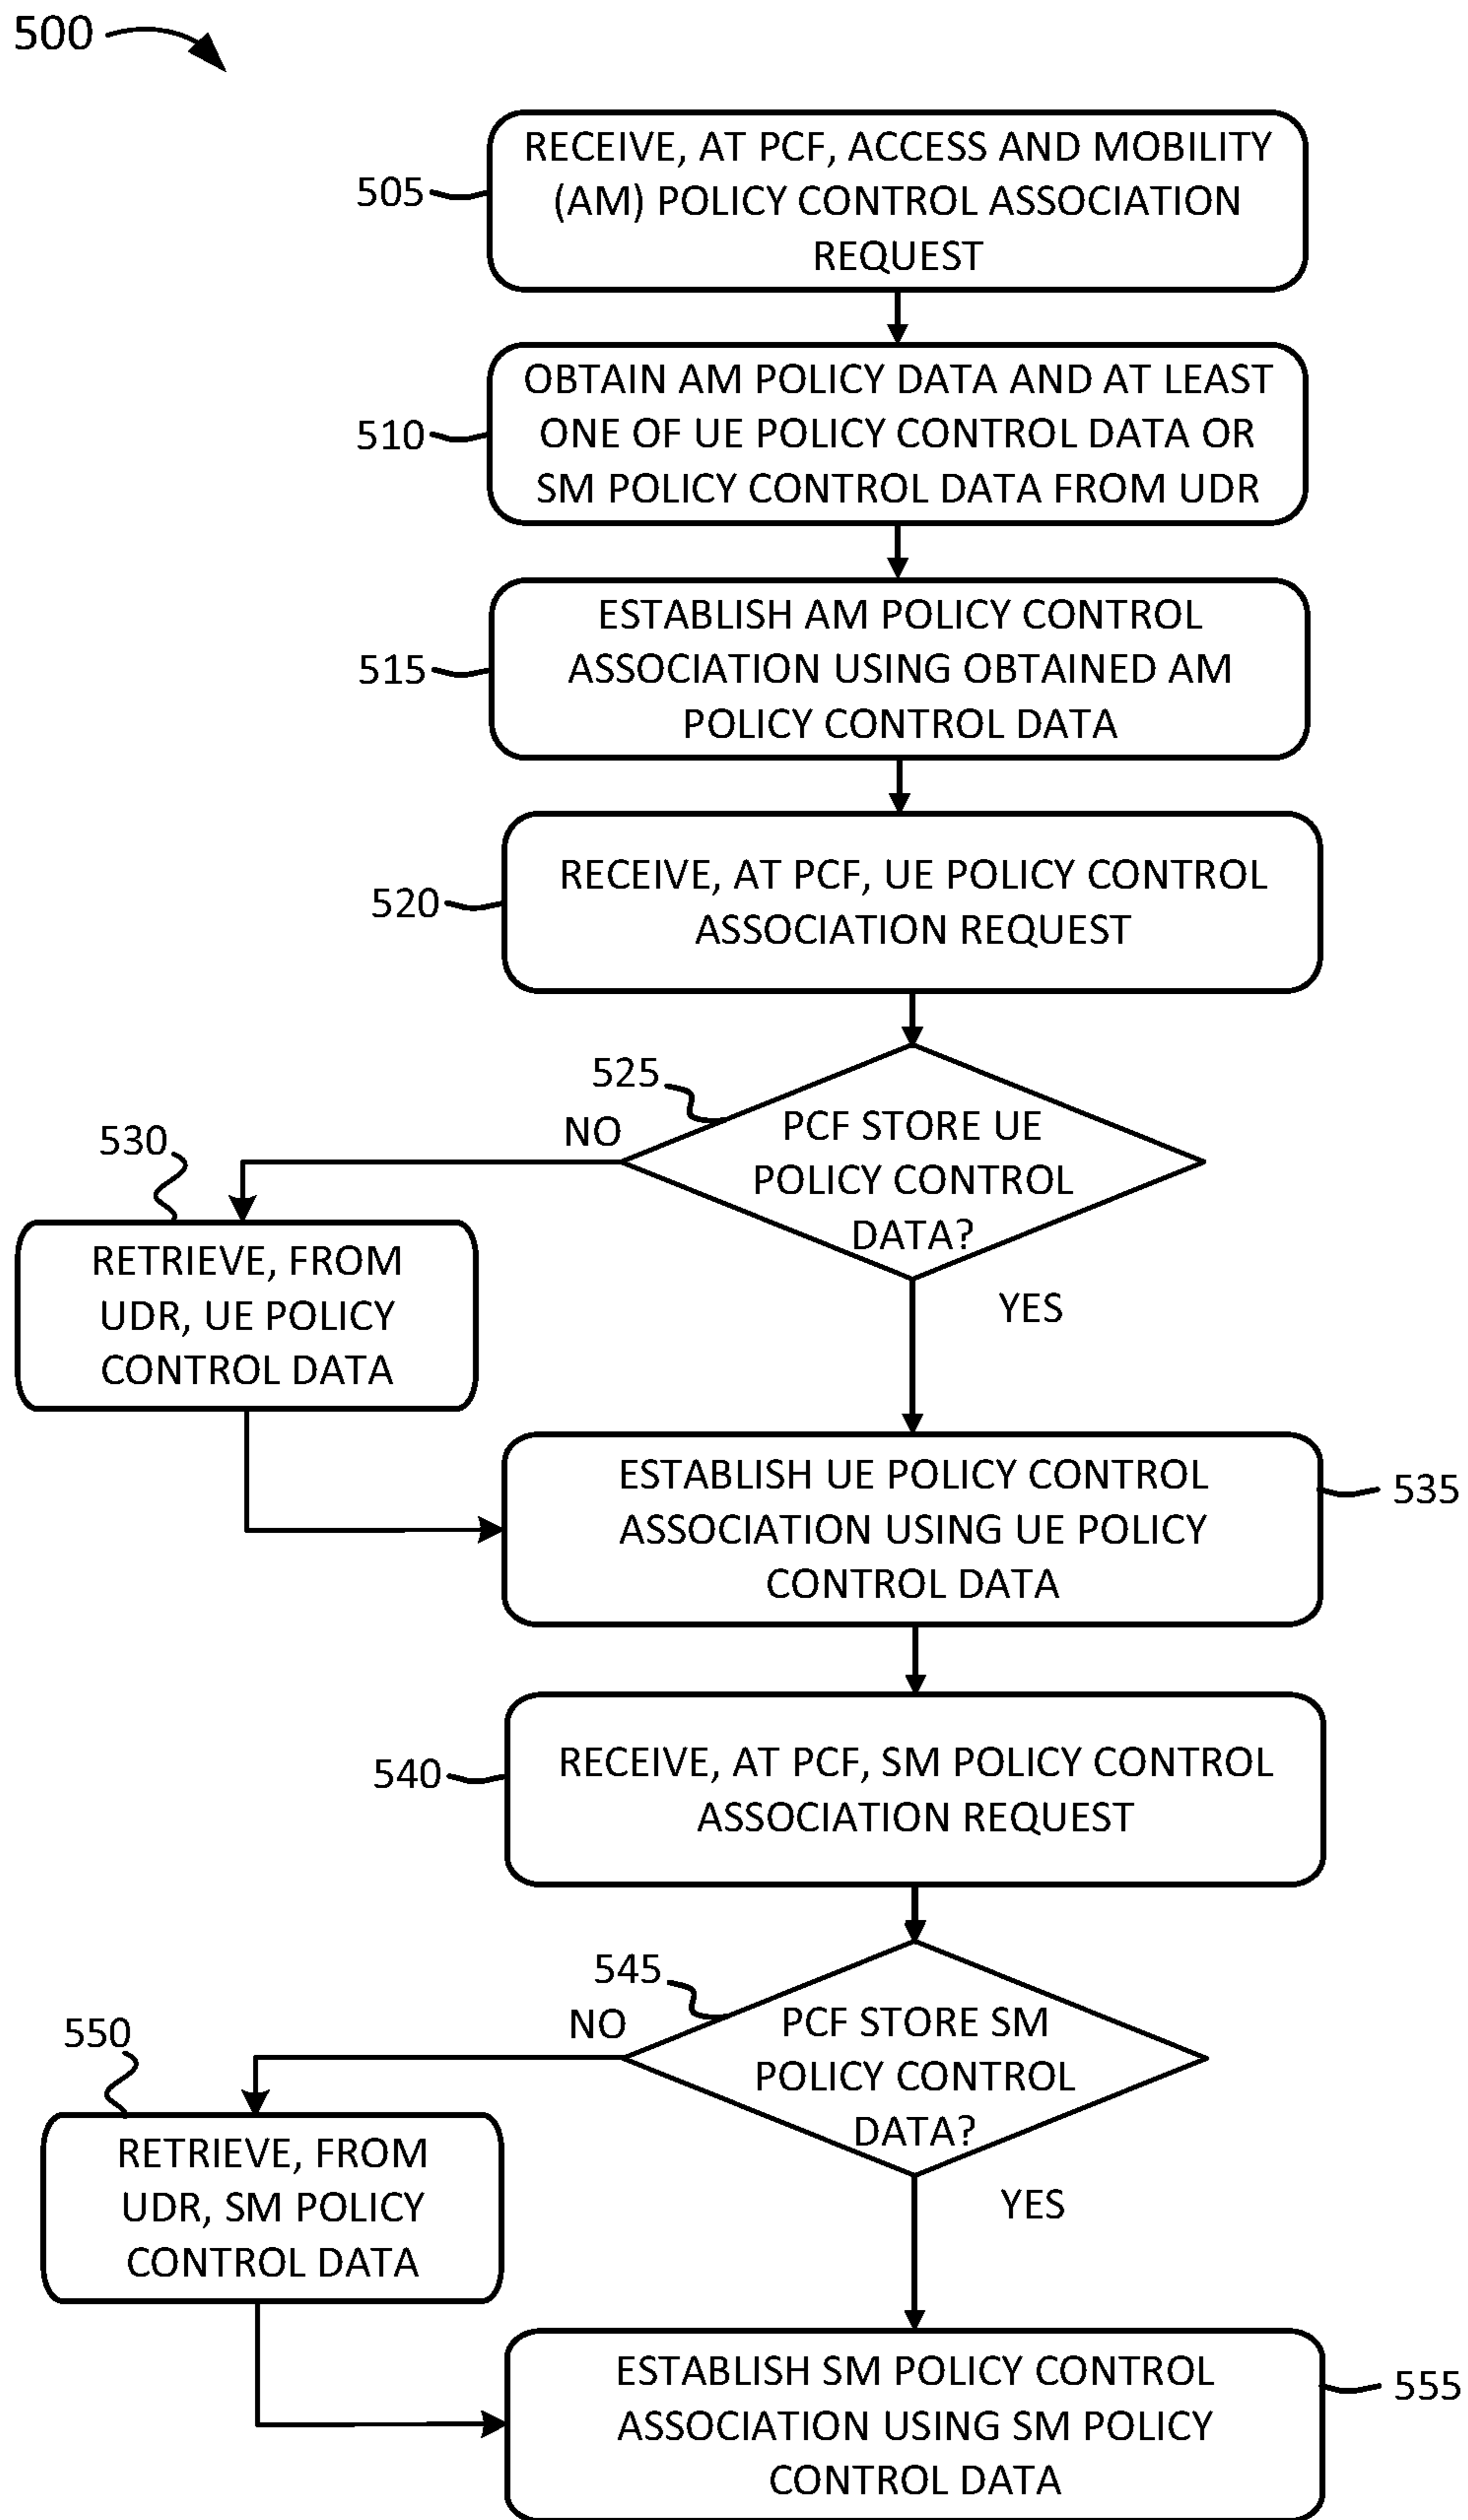 500
505
RECEIVE, AT PCF, ACCESS AND MOBILITY
(AM) POLICY CONTROL ASSOCIATION
REQUEST
510
OBTAIN AM POLICY DATA AND AT LEAST
ONE OF UE POLICY CONTROL DATA OR
SM POLICY CONTROL DATA FROM UDR
515
ESTABLISH AM POLICY CONTROL
ASSOCIATION USING OBTAINED AM
POLICY CONTROL DATA
520
RECEIVE, AT PCF, UE POLICY CONTROL
ASSOCIATION REQUEST
525
PCF STORE UE
POLICY CONTROL
DATA?
NO
530
RETRIEVE, FROM
UDR, UE POLICY
CONTROL DATA
YES
535
ESTABLISH UE POLICY CONTROL
ASSOCIATION USING UE POLICY
CONTROL DATA
540
RECEIVE, AT PCF, SM POLICY CONTROL
ASSOCIATION REQUEST
545
PCF STORE SM
POLICY CONTROL
DATA?
NO
550
RETRIEVE, FROM
UDR, SM POLICY
CONTROL DATA
YES
555
ESTABLISH SM POLICY CONTROL
ASSOCIATION USING SM POLICY
CONTROL DATA